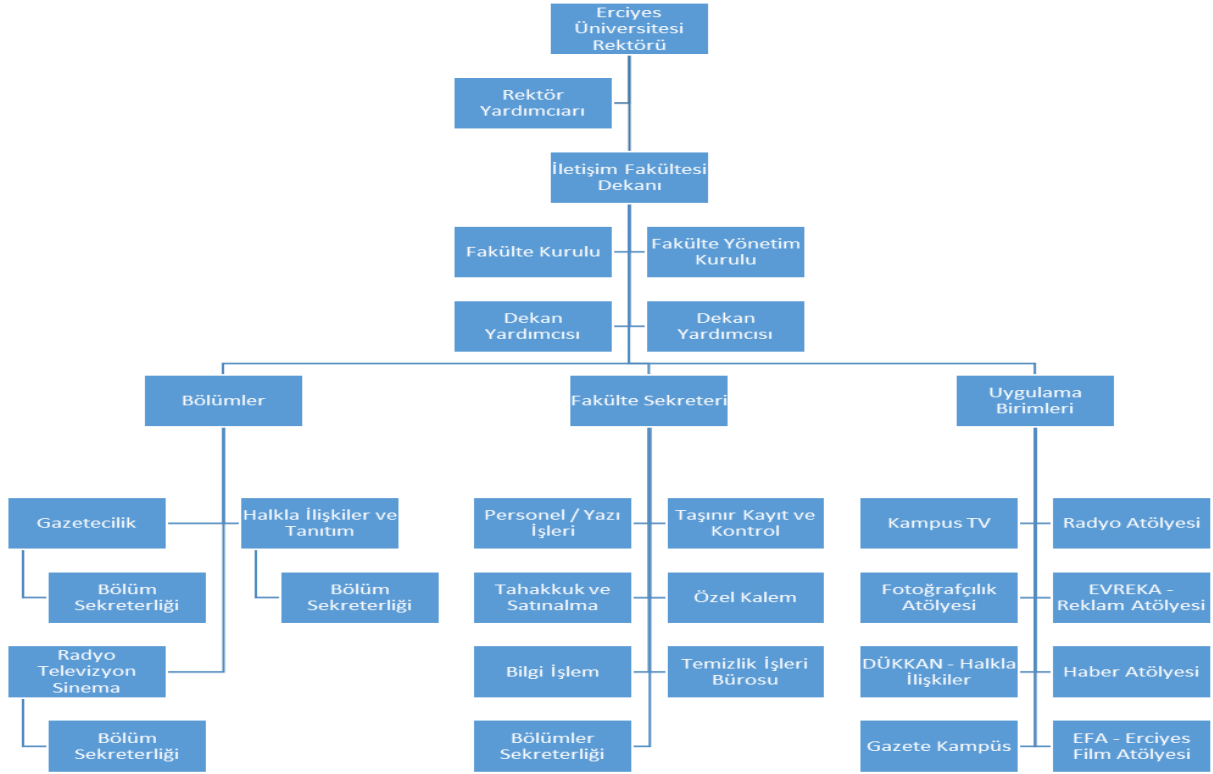 Erciyes
Üniversitesi
Rektörü
Rektör
Yardımcıarı
İletişim Fakültesi
Dekanı
Fakülte Kurulu
Fakülte Yönetim
Kurulu
Dekan
Yardımcısı
Dekan
Yardımcısı
Bölümler
Gazetecilik
Bölüm
Sekreterliği
Halkla İlişkiler ve
Tanıtım
Bölüm
Sekreterliği
Radyo
Televizyon
Sinema
Bölüm
Sekreterliği
Fakülte Sekreteri
Personel / Yazı
İşleri
Taşınır Kayıt ve
Kontrol
Tahakkuk ve
Satınalma
Özel Kalem
Bilgi İşlem
Temizlik İşleri
Bürosu
Bölümler
Sekreterliği
Uygulama
Birimleri
Kampus TV
Radyo Atölyesi
Fotoğrafçılık
Atölyesi
EVREKA -
Reklam Atölyesi
DÜKKAN - Halkla
İlişkiler
Haber Atölyesi
Gazete Kampüs
EFA - Erciyes
Film Atölyesi